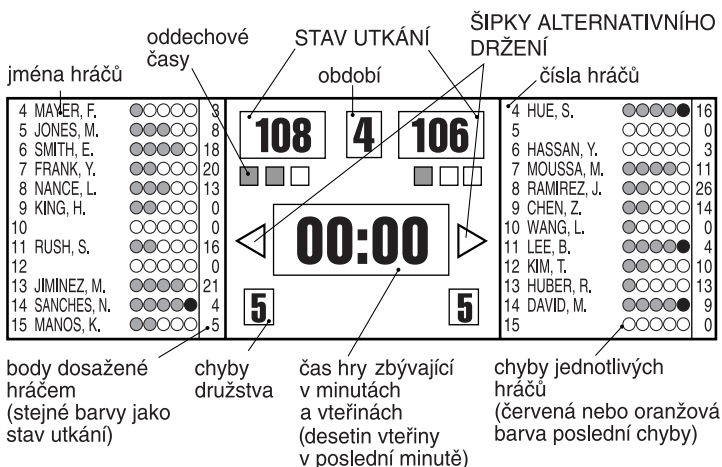 oddechové
časy
STAV UTKÁNÍ
ŠIPKY ALTERNATIVNÍHO
DRŽENÍ
jména hráčů
období
čísla hráčů
4 MAYER, F. 3
5 JONES, M. 8
6 SMITH, E. 18
7 FRANK, Y. 20
8 NANCE, L. 13
9 KING, H. 0
10 0
11 RUSH, S. 16
12 0
13 JIMINEZ, M. 21
14 SANCHES, N. 4
15 MANOS, K. 5
108 4 106
00:00
5 5
4 HUE, S. 16
5 0
6 HASSAN, Y. 3
7 MOUSSA, M. 11
8 RAMIREZ, J. 26
9 CHEN, Z. 14
10 WANG, L. 0
11 LEE, B. 4
12 KIM, T. 10
13 HUBER, R. 13
14 DAVID, M. 9
15 0
body dosažené
hráčem
(stejné barvy jako
stav utkání)
chyby
družstva
čas hry zbývající
v minutách
a vteřinách
(desetin vteřiny
v poslední minutě)
chyby jednotlivých
hráčů
(červená nebo oranžová
barva poslední chyby)